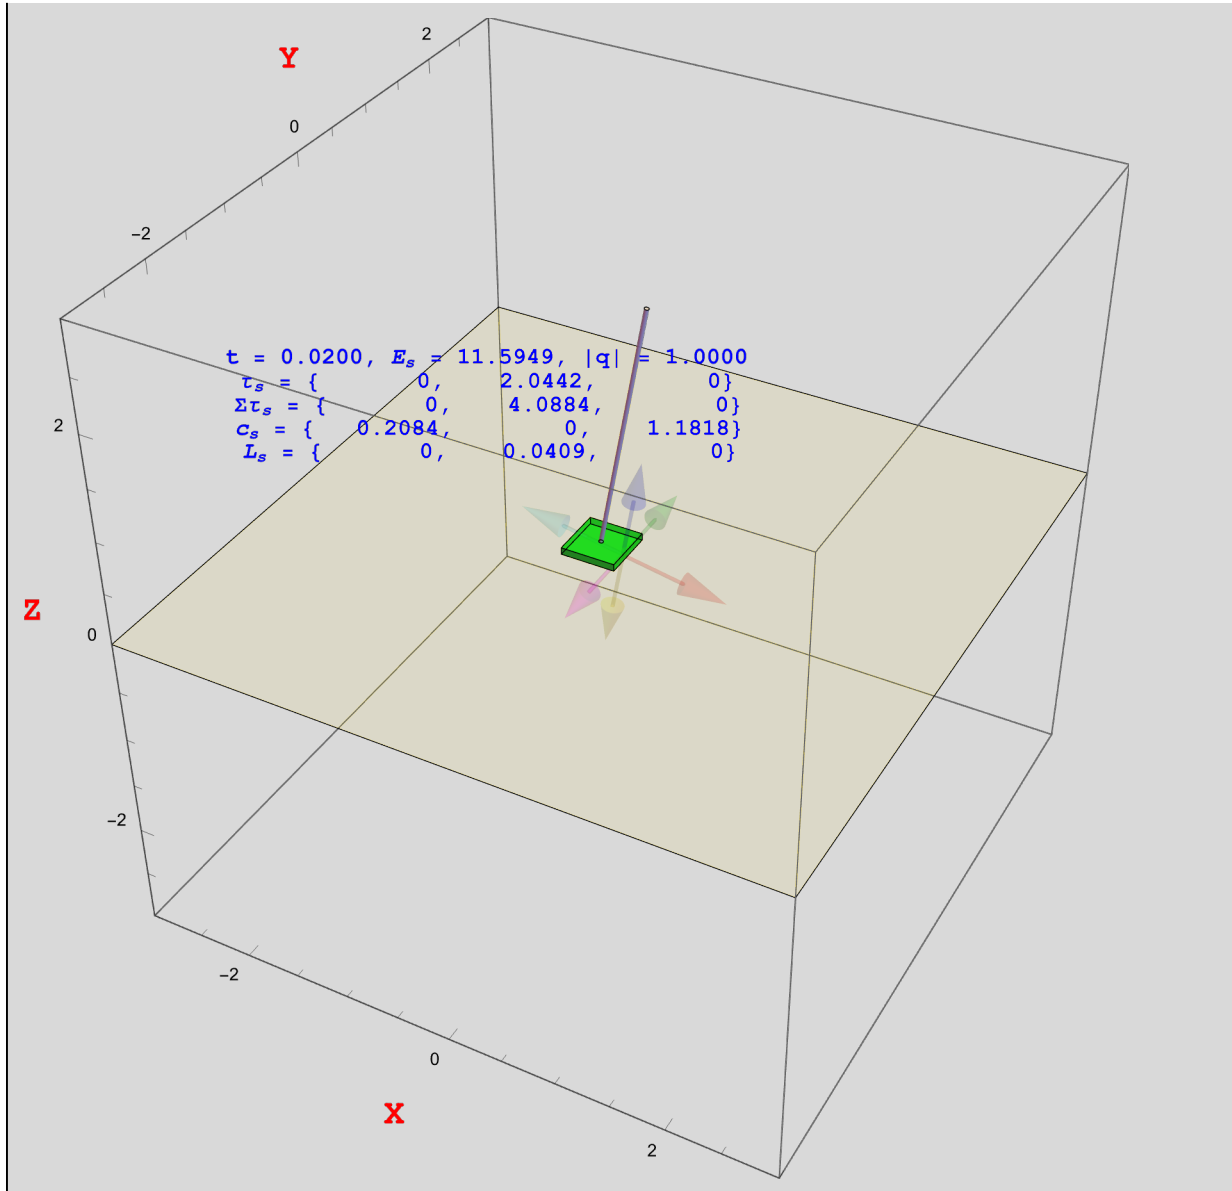 2
Y
0
−2
t = 0.0200, Es = 11.5949, |q| = 1.0000
τs = { 0, 2.0442, 0}
Στs = { 0, 4.0884, 0}
cs = { 0.2084, 0, 1.1818}
Ls = { 0, 0.0409, 0}
2
Z
0
−2
−2
0
X
2